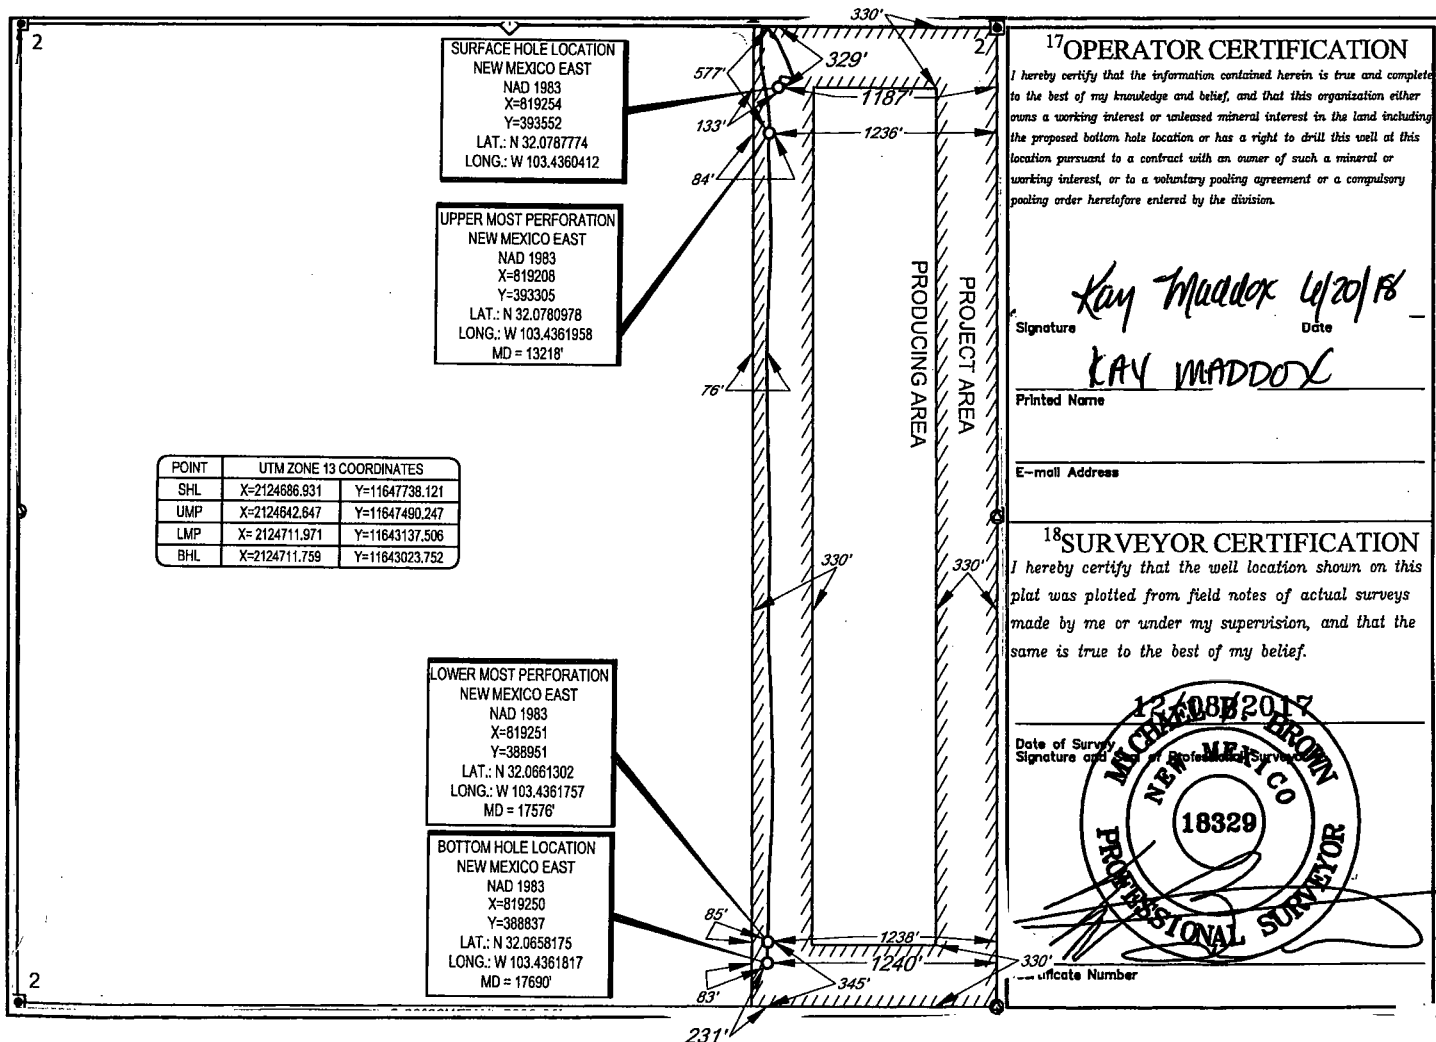 2
330'
2
SURFACE HOLE LOCATION
NEW MEXICO EAST
NAD 1983
X=819254
Y=393552
LAT.: N 32.0787774
LONG.: W 103.4360412
577'
329'
1187'
133'
1236'
84'
UPPER MOST PERFORATION
NEW MEXICO EAST
NAD 1983
X=819208
Y=393305
LAT.: N 32.0780978
LONG.: W 103.4361958
MD = 13218'
76'
PRODUCING AREA
PROJECT AREA
POINT UTM ZONE 13 COORDINATES
SHL X=2124686.931 Y=11647738.121
UMP X=2124642.647 Y=11647490.247
LMP X= 2124711.971 Y=11643137.506
BHL X=2124711.759 Y=11643023.752
330'
330'
LOWER MOST PERFORATION
NEW MEXICO EAST
NAD 1983
X=819251
Y=388951
LAT.: N 32.0661302
LONG.: W 103.4361757
MD = 17576'
BOTTOM HOLE LOCATION
NEW MEXICO EAST
NAD 1983
X=819250
Y=388837
LAT.: N 32.0658175
LONG.: W 103.4361817
MD = 17690'
85'
1238'
1240'
330'
83'
345'
231'
2
17 OPERATOR CERTIFICATION
I hereby certify that the information contained herein is true and complete
to the best of my knowledge and belief, and that this organization either
owns a working interest or unleased mineral interest in the land including
the proposed bottom hole location or has a right to drill this well at this
location pursuant to a contract with an owner of such a mineral or
working interest, or to a voluntary pooling agreement or a compulsory
pooling order heretofore entered by the division.
Kay Maddox 6/20/18
Signature Date
KAY MADDOX
Printed Name
E-mail Address
18 SURVEYOR CERTIFICATION
I hereby certify that the well location shown on this
plat was plotted from field notes of actual surveys
made by me or under my supervision, and that the
same is true to the best of my belief.
12/08/2017
Date of Survey
Signature and Seal of Professional Surveyor
MICHAEL B. BROWN
NEW MEXICO
18329
PROFESSIONAL SURVEYOR
Certificate Number